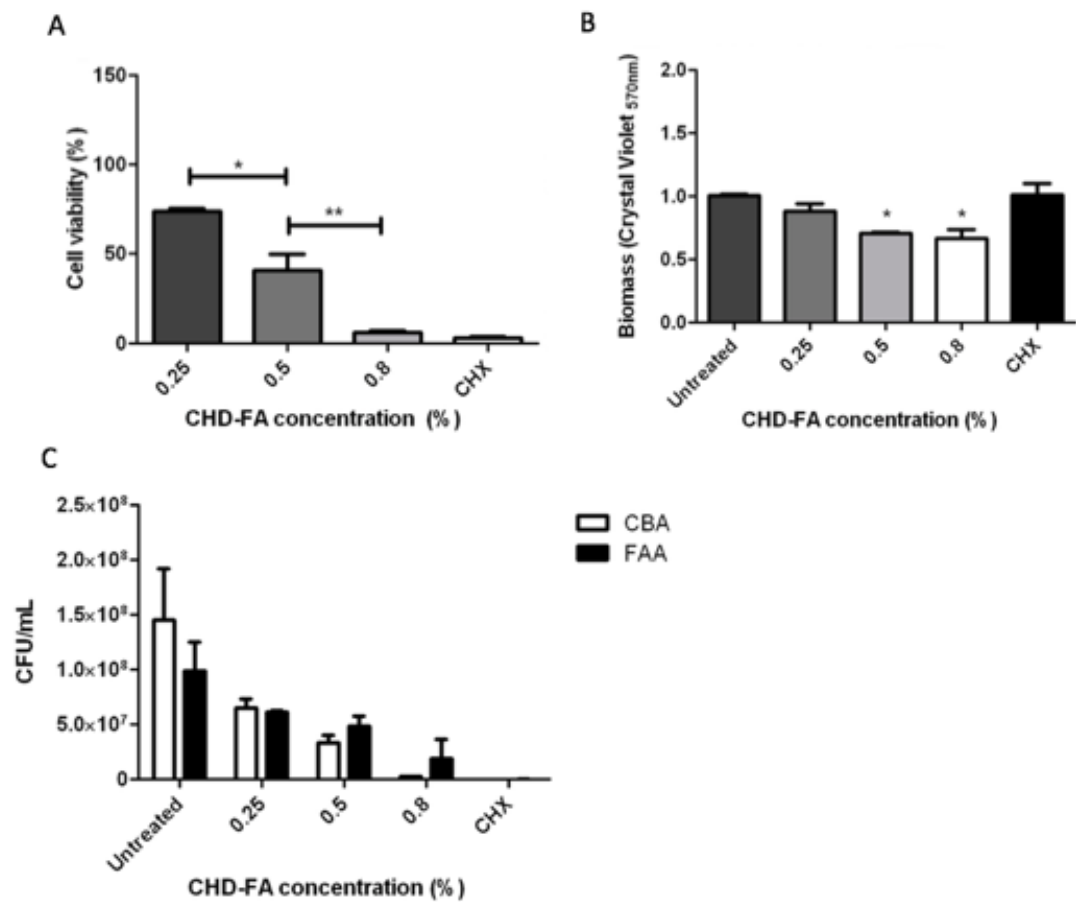 A
150
100
50
0
Cell viability (%)
*
**
0.25
0.5
0.8
CHX
CHD-FA concentration (%)
B
2.0
1.5
1.0
0.5
0.0
Biomass (Crystal Violet 570nm)
*
*
Untreated
0.25
0.5
0.8
CHX
CHD-FA concentration (%)
C
2.5×10⁸
2.0×10⁸
1.5×10⁸
1.0×10⁸
5.0×10⁷
0
CFU/mL
Untreated
0.25
0.5
0.8
CHX
CHD-FA concentration (%)
CBA
FAA